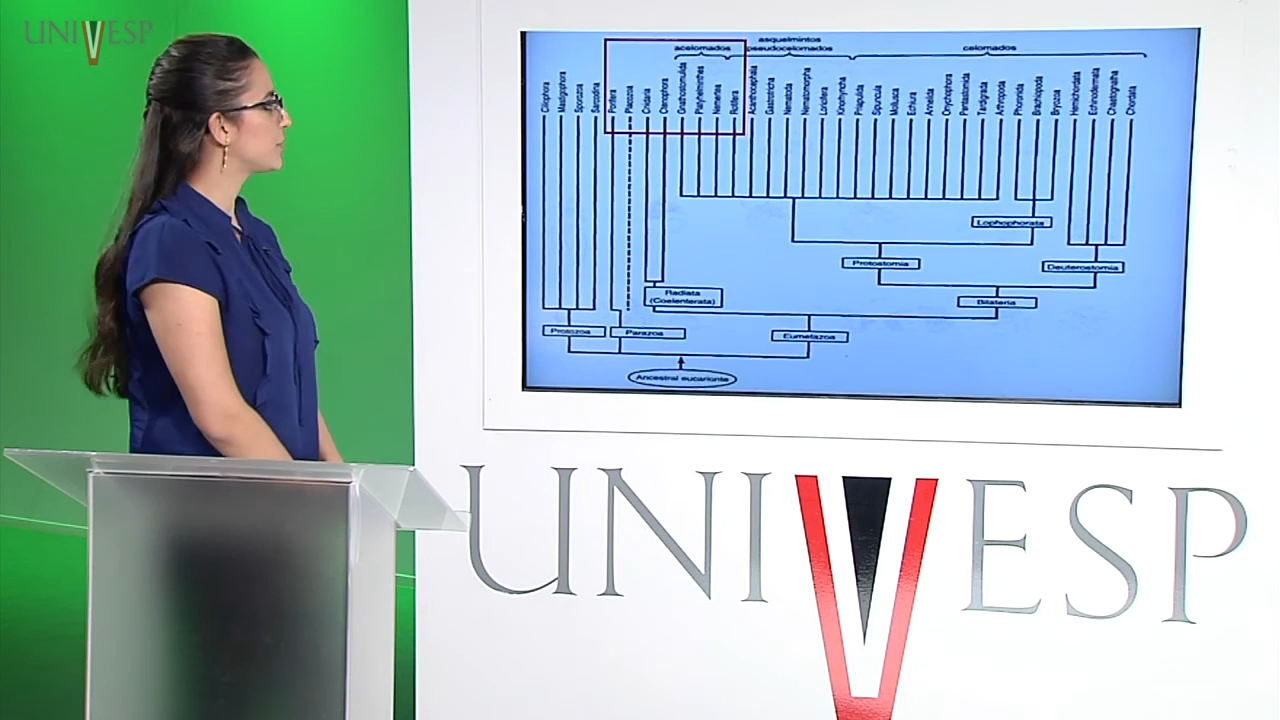 UNIVESP
asquelmintos
acelomados pseudocelomados celomados
Ciliophora
Mastigophora
Sporozoa
Sarcodina
Porifera
Placozoa
Cnidaria
Ctenophora
Gnathostomulida
Platyhelminthes
Nemertea
Rotifera
Acanthocephala
Gastrotricha
Nematoda
Nematomorpha
Loricifera
Kinorhyncha
Priapulida
Sipuncula
Mollusca
Echiura
Annelida
Onychophora
Pentastomida
Tardigrada
Arthropoda
Phoronida
Brachiopoda
Bryozoa
Hemichordata
Echinodermata
Chaetognatha
Chordata
Lophophorata
Protostomia
Deuterostomia
Radiata
(Coelenterata)
Bilateria
Protozoa
Parazoa
Eumetazoa
Ancestral eucarionte
UNIVESP